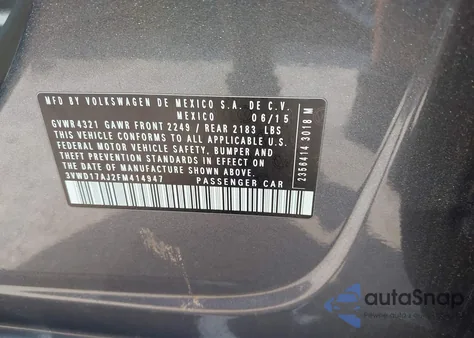 MFD BY VOLKSWAGEN DE MEXICO S.A. DE C.V.
MEXICO 06/15
GVWR4321 GAWR FRONT 2249 / REAR 2183 LBS
THIS VEHICLE CONFORMS TO ALL APPLICABLE U.S.
FEDERAL MOTOR VEHICLE SAFETY, BUMPER AND
THEFT PREVENTION STANDARDS IN EFFECT ON
THE DATE OF MANUFACTURE SHOWN ABOVE.
3VWD17AJ2FM414947 PASSENGER CAR
2356414 3018 M
autoSnap